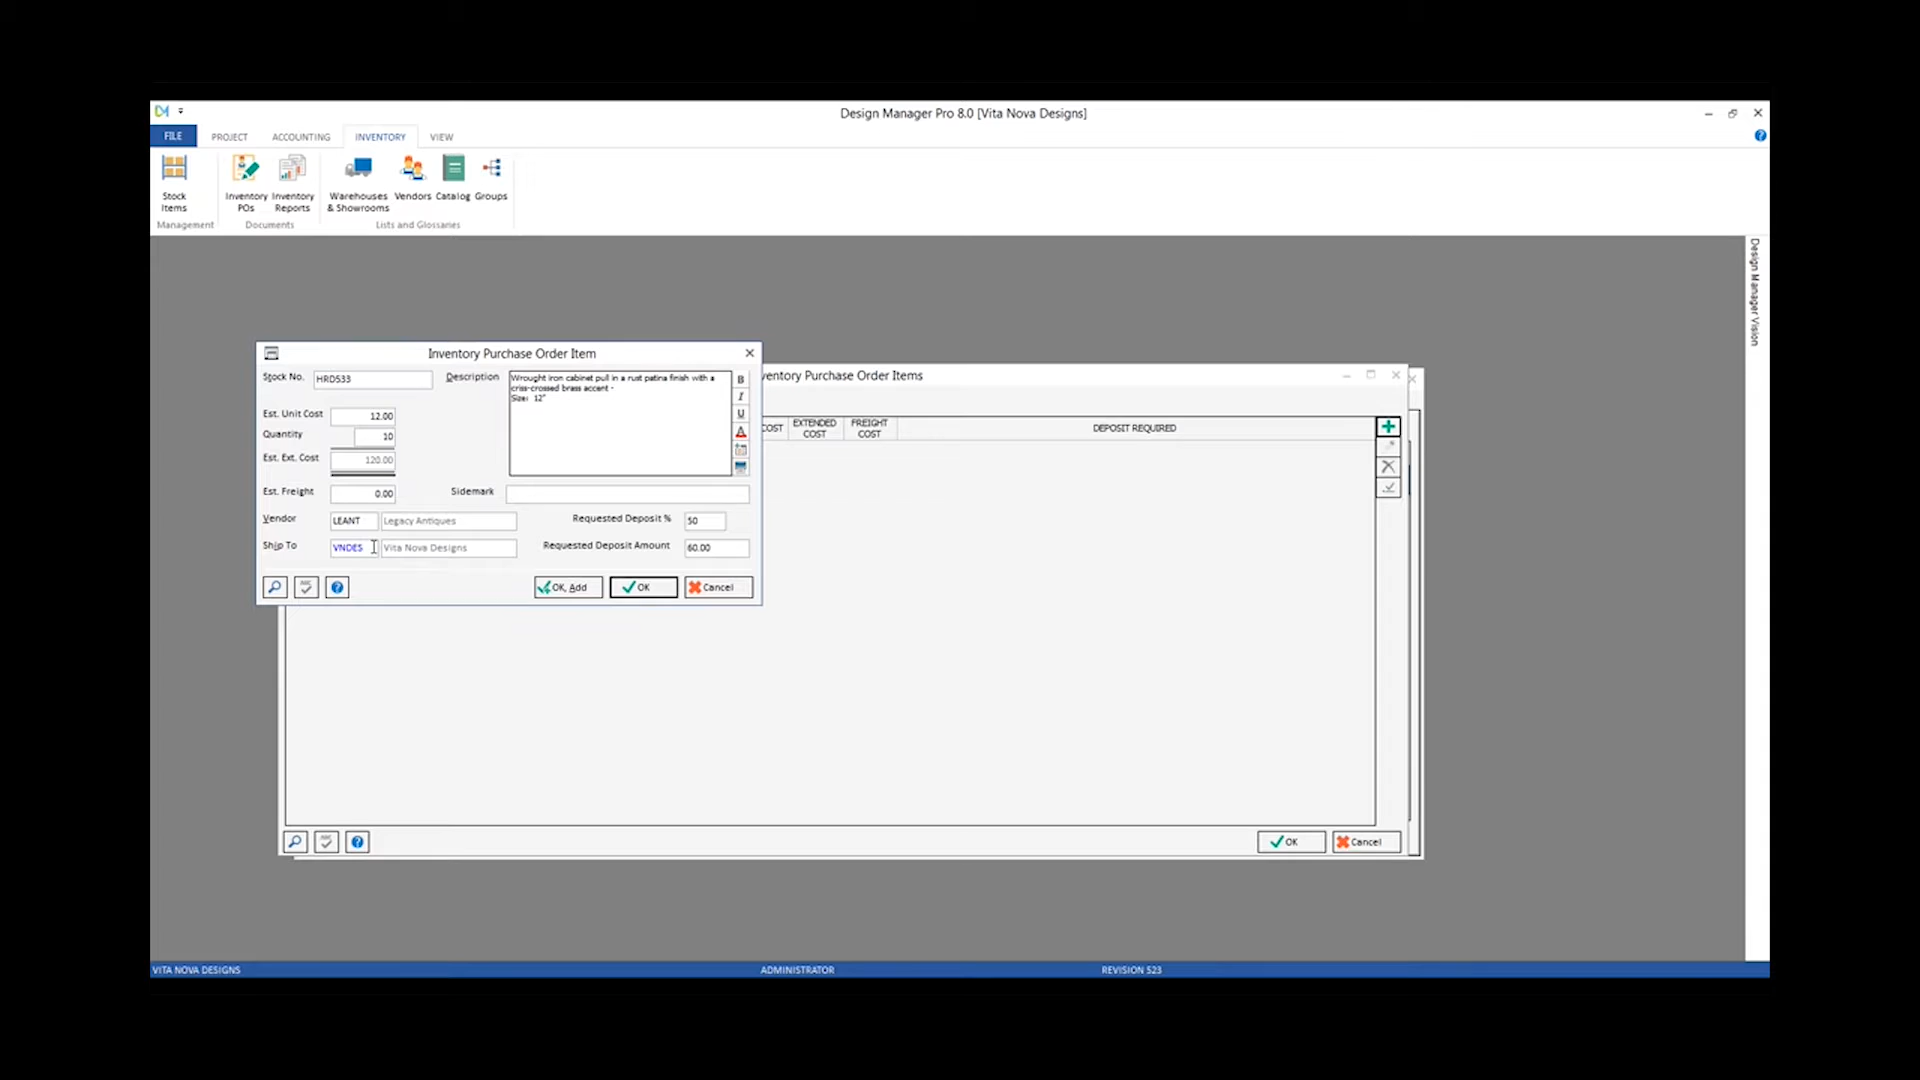 Design Manager Pro 8.0 [Vita Nova Designs]
FILE PROJECT ACCOUNTING INVENTORY VIEW
Stock Items
Inventory POs
Inventory Reports
Warehouses & Showrooms
Vendors
Catalog
Groups
Management Documents Lists and Glossaries
Design Manager Vision
Inventory Purchase Order Item
Stock No. HRD533
Description
Wrought iron cabinet pull in a rust patina finish with a
criss-crossed brass accent -
Size: 12"
B
I
U
A
Est. Unit Cost 12.00
Quantity 10
Est. Ext. Cost 120.00
Est. Freight 0.00
Sidemark
Vendor LEANT Legacy Antiques
Requested Deposit % 50
Ship To VNDES Vita Nova Designs
Requested Deposit Amount 60.00
OK, Add OK Cancel
ventory Purchase Order Items
COST
EXTENDED COST
FREIGHT COST
DEPOSIT REQUIRED
OK Cancel
VITA NOVA DESIGNS ADMINISTRATOR REVISION 523